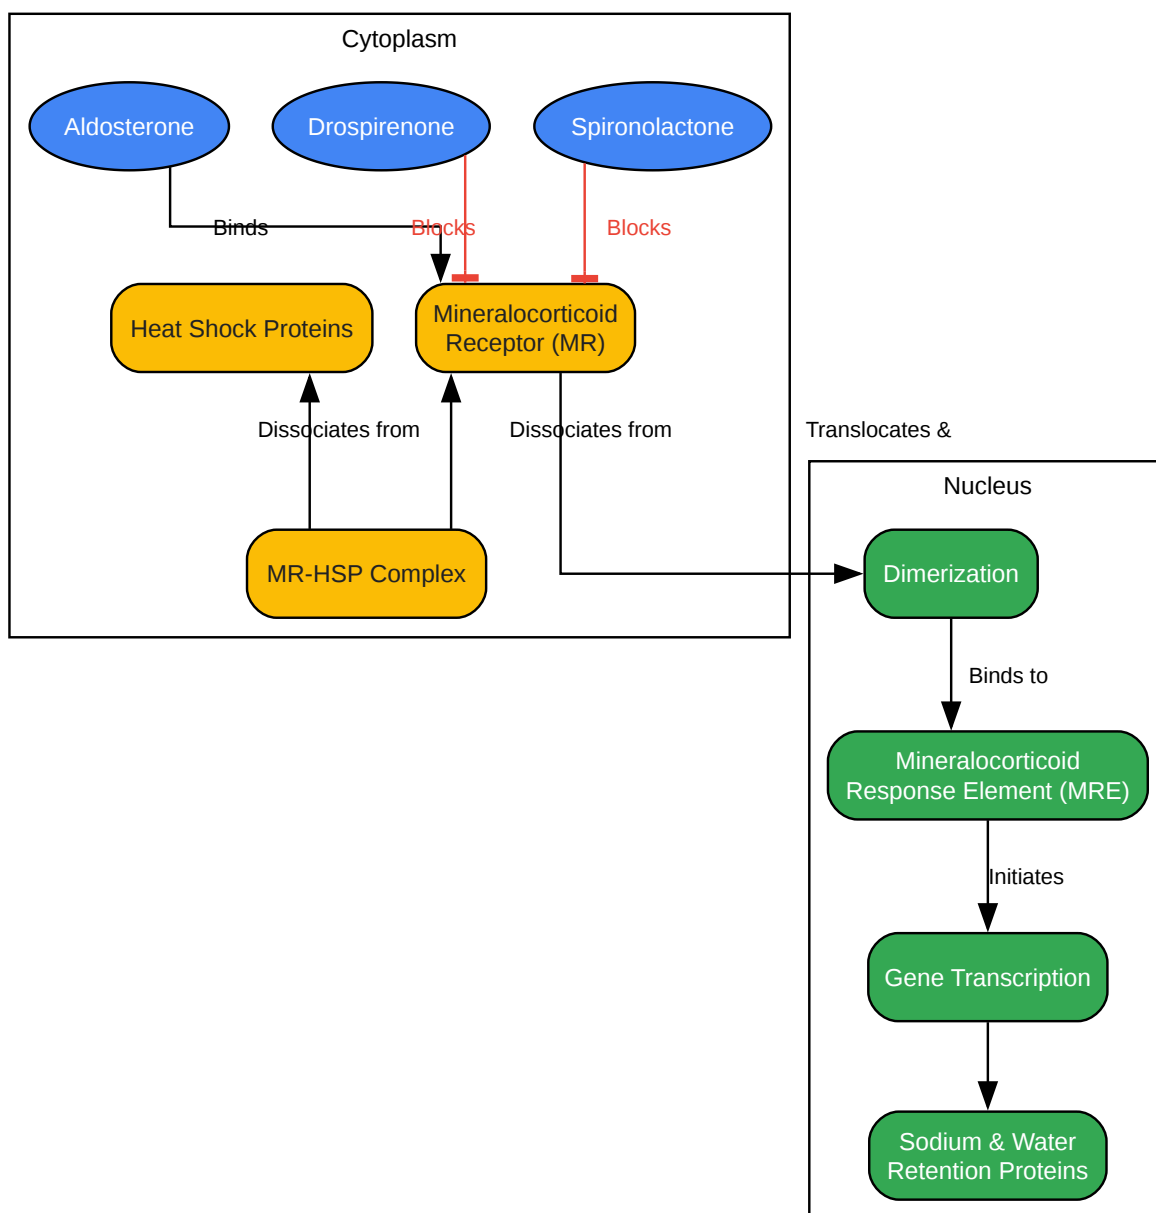 Cytoplasm
Aldosterone
Drospirenone
Spironolactone
Binds
Blocks
Blocks
Heat Shock Proteins
Mineralocorticoid
Receptor (MR)
Dissociates from
Dissociates from
Translocates &
Nucleus
MR-HSP Complex
Dimerization
Binds to
Mineralocorticoid
Response Element (MRE)
Initiates
Gene Transcription
Sodium & Water
Retention Proteins